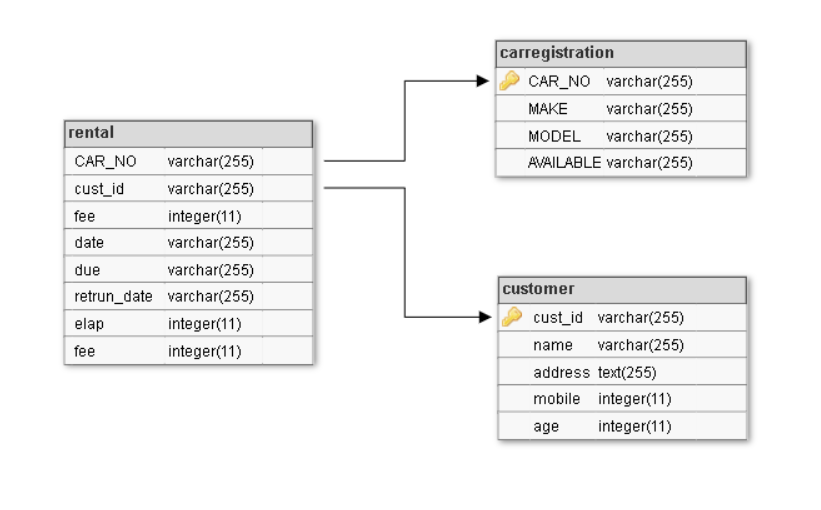 carregistration
CAR_NO varchar(255)
MAKE varchar(255)
MODEL varchar(255)
AVAILABLE varchar(255)
rental
CAR_NO varchar(255)
cust_id varchar(255)
fee integer(11)
date varchar(255)
due varchar(255)
retrun_date varchar(255)
elap integer(11)
fee integer(11)
customer
cust_id varchar(255)
name varchar(255)
address text(255)
mobile integer(11)
age integer(11)